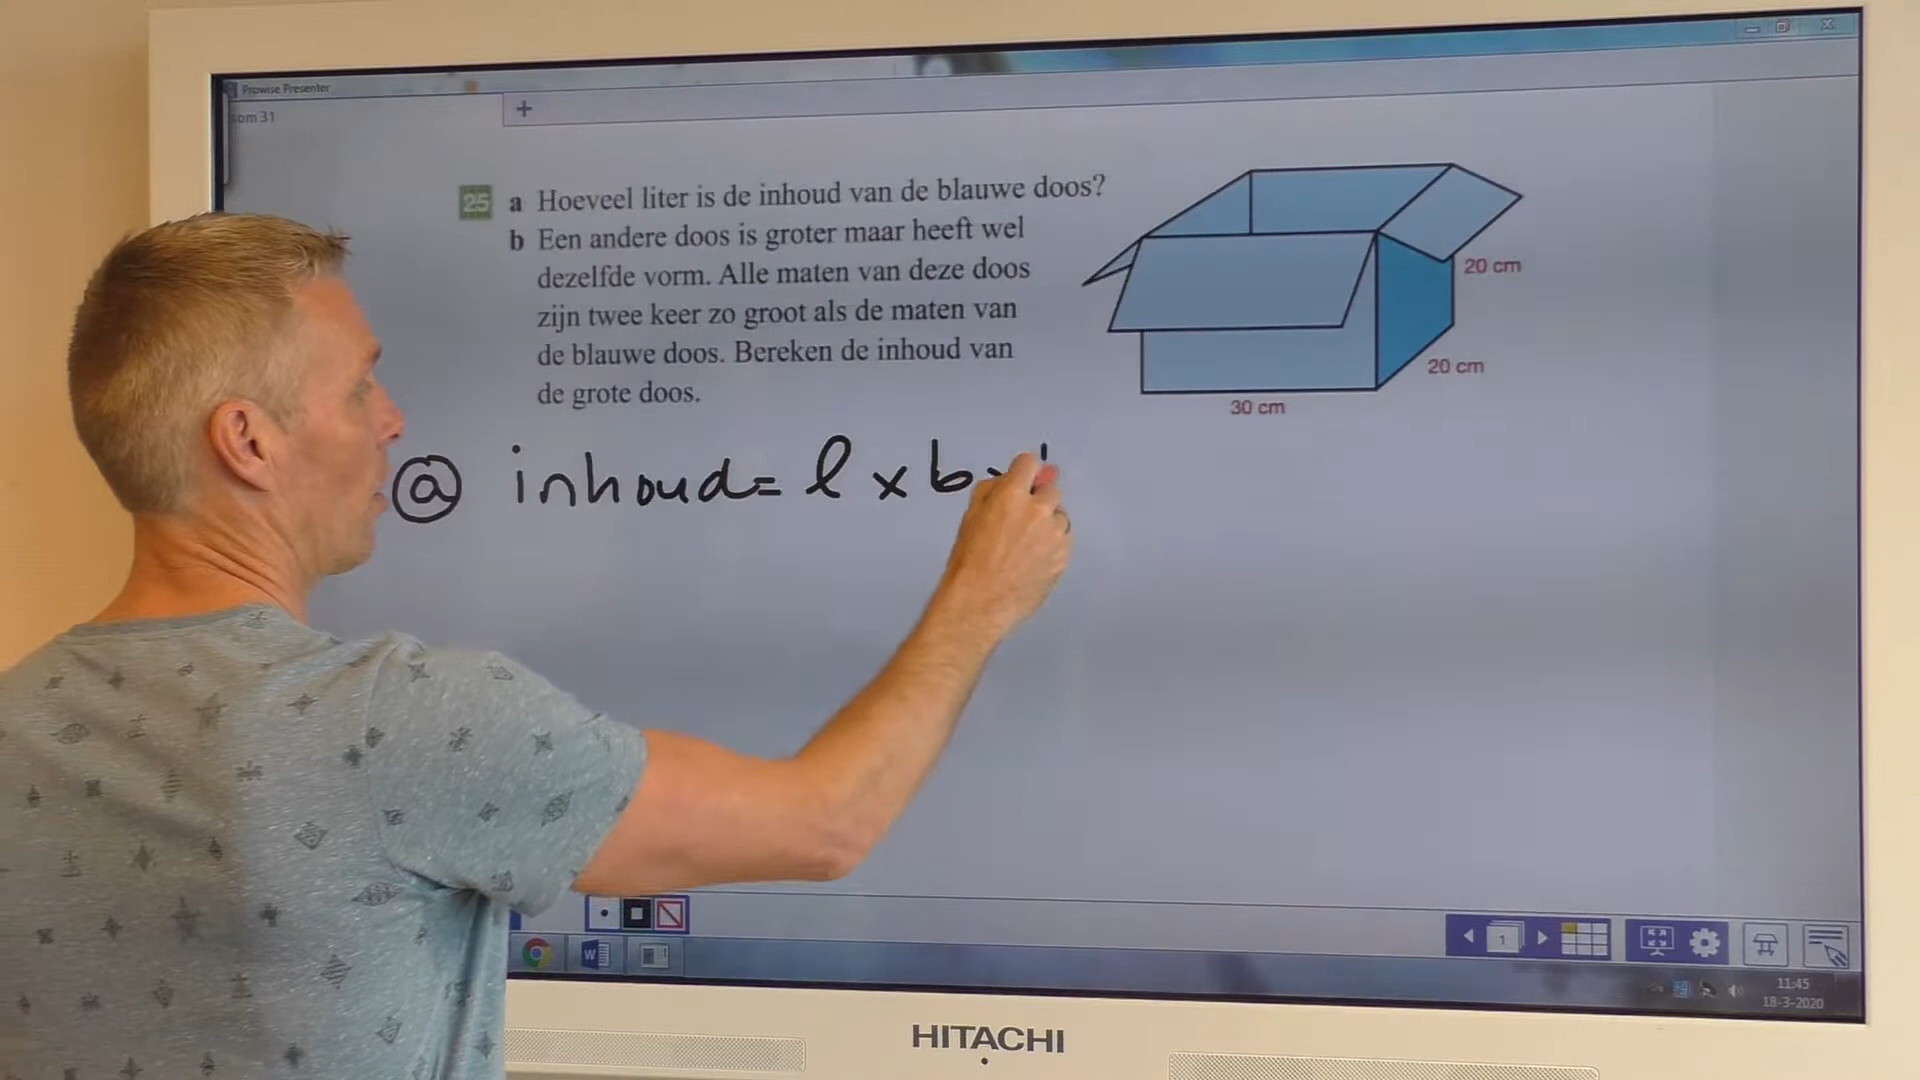 Prowise Presenter
som 31
+
25 a Hoeveel liter is de inhoud van de blauwe doos?
b Een andere doos is groter maar heeft wel
dezelfde vorm. Alle maten van deze doos
zijn twee keer zo groot als de maten van
de blauwe doos. Bereken de inhoud van
de grote doos.
20 cm
20 cm
30 cm
a inhoud= l x b x
1
11:45
18-3-2020
HITACHI